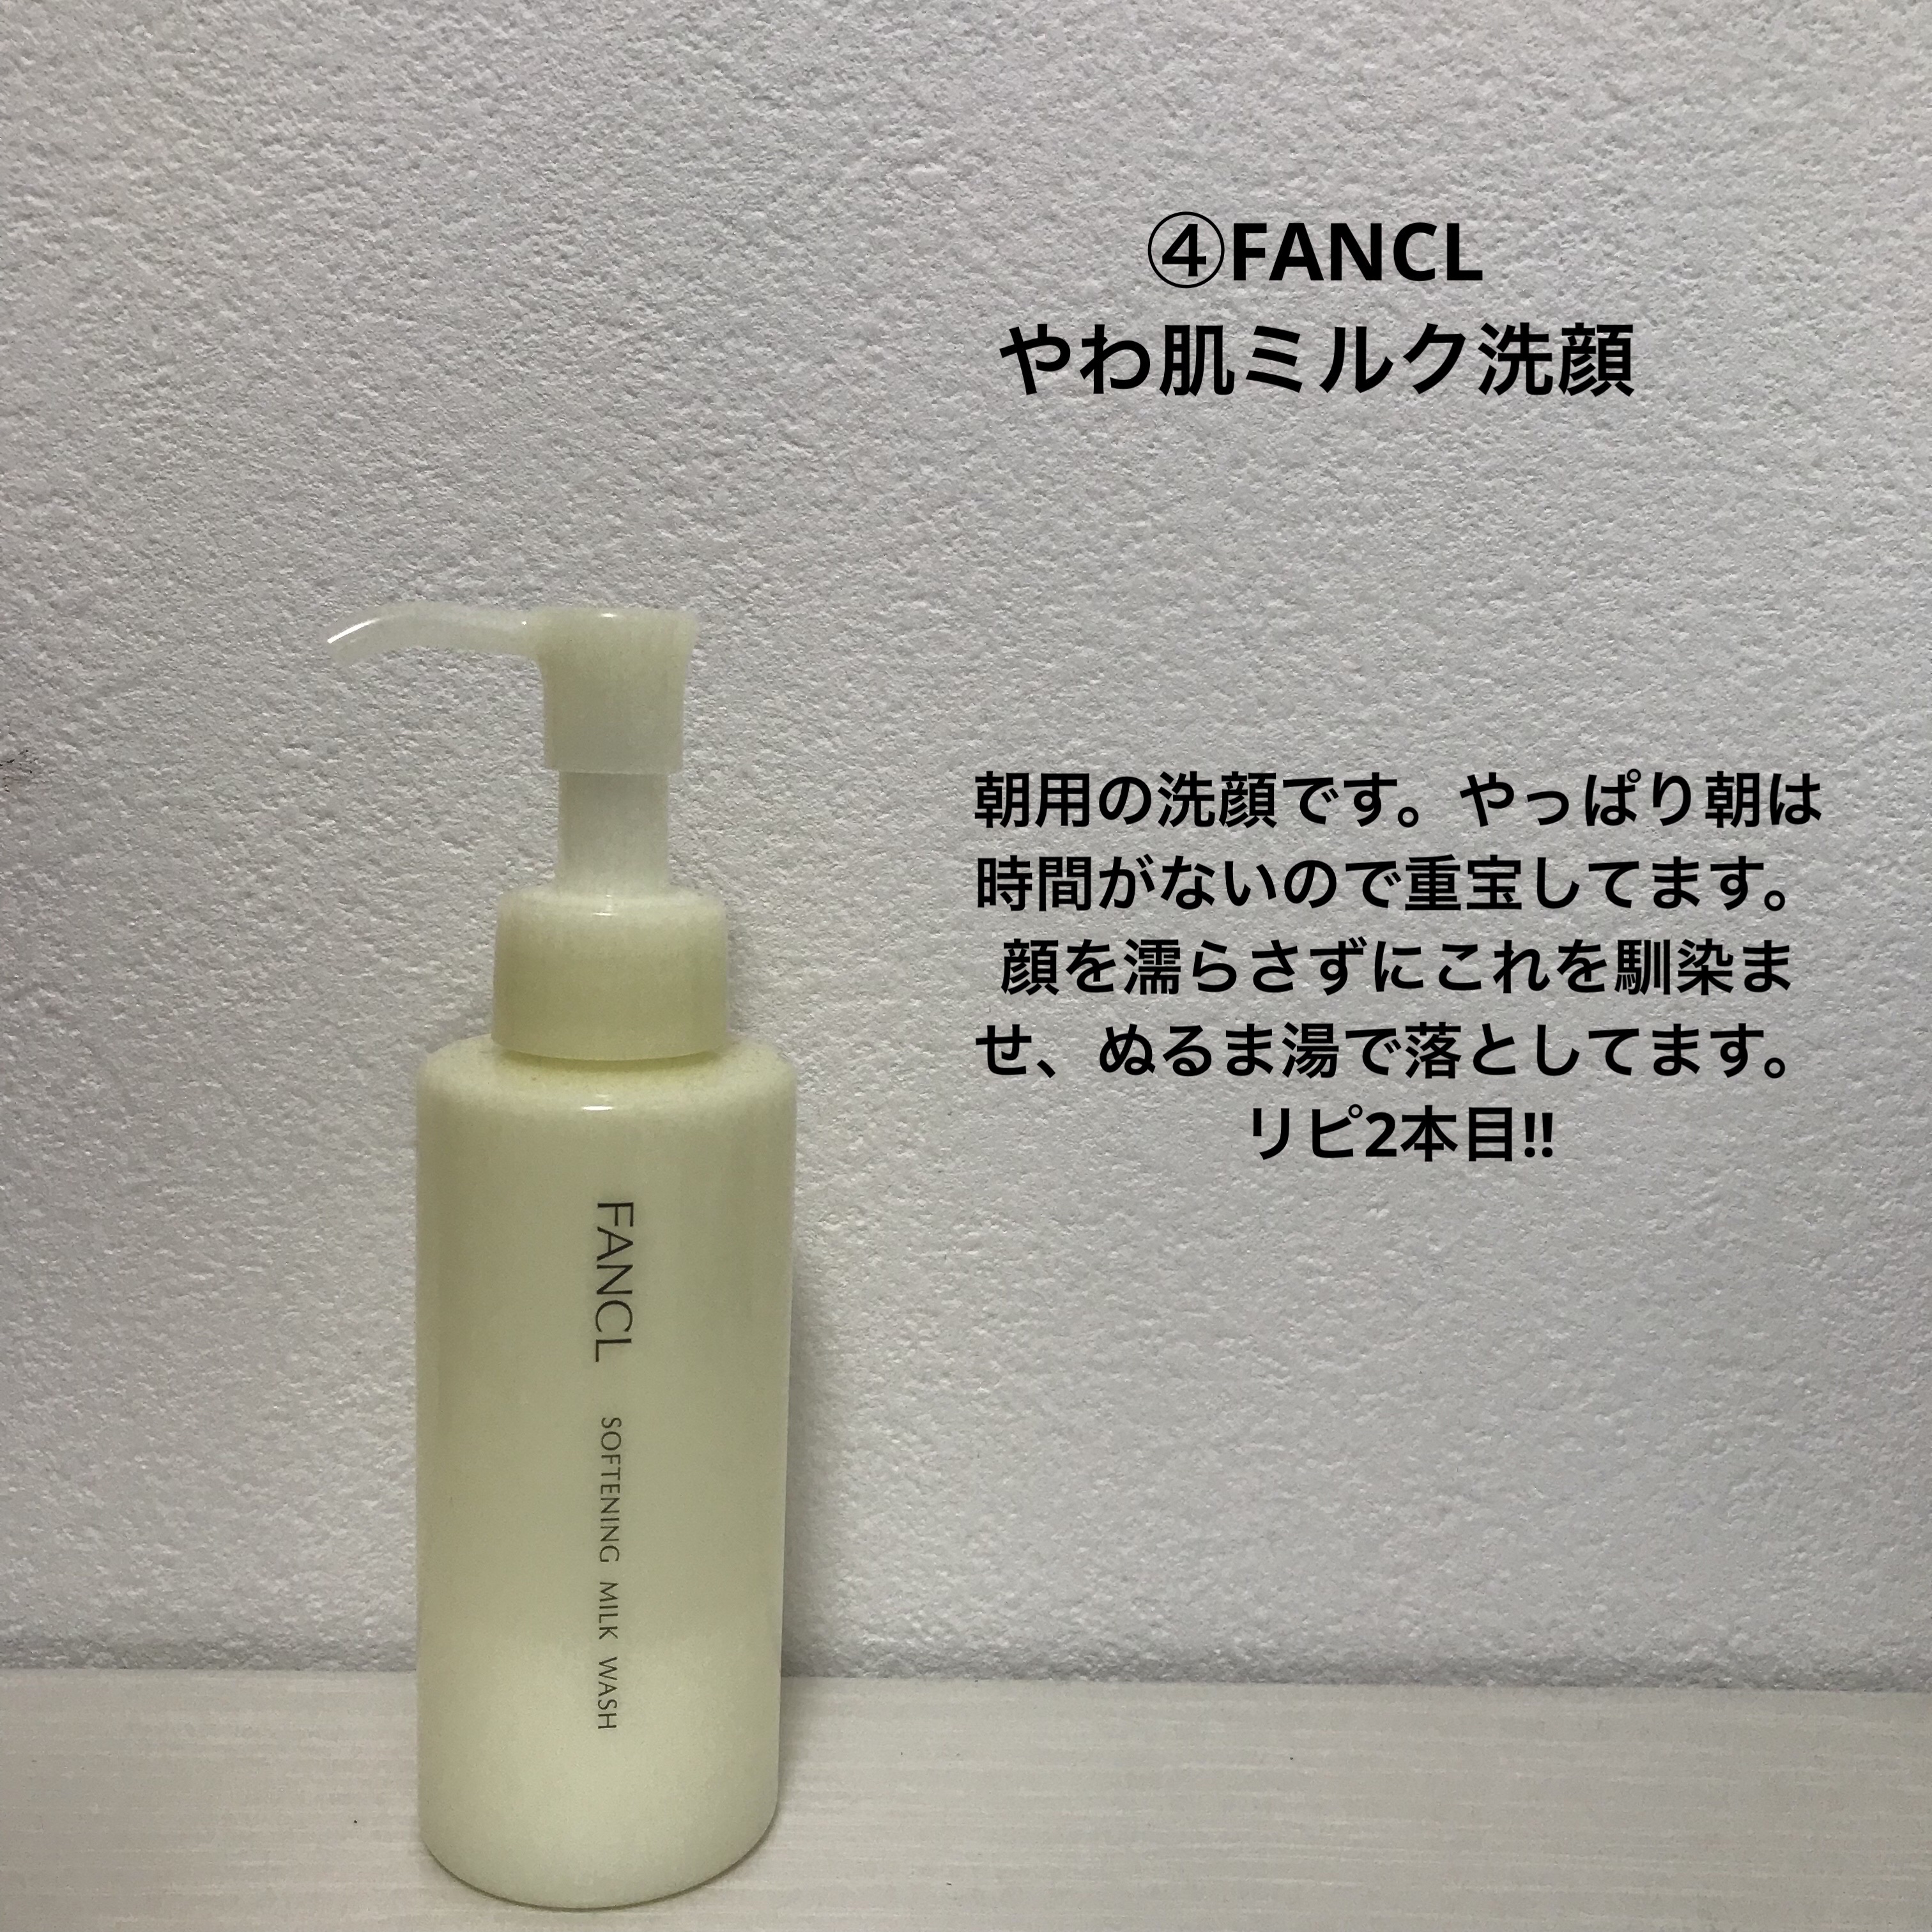 ④FANCL
やわ肌ミルク洗顔
朝用の洗顔です。やっぱり朝は
時間がないので重宝してます。
顔を濡らさずにこれを馴染ま
せ、ぬるま湯で落としてます。
リピ2本目‼
FANCL SOFTENING MILK WASH